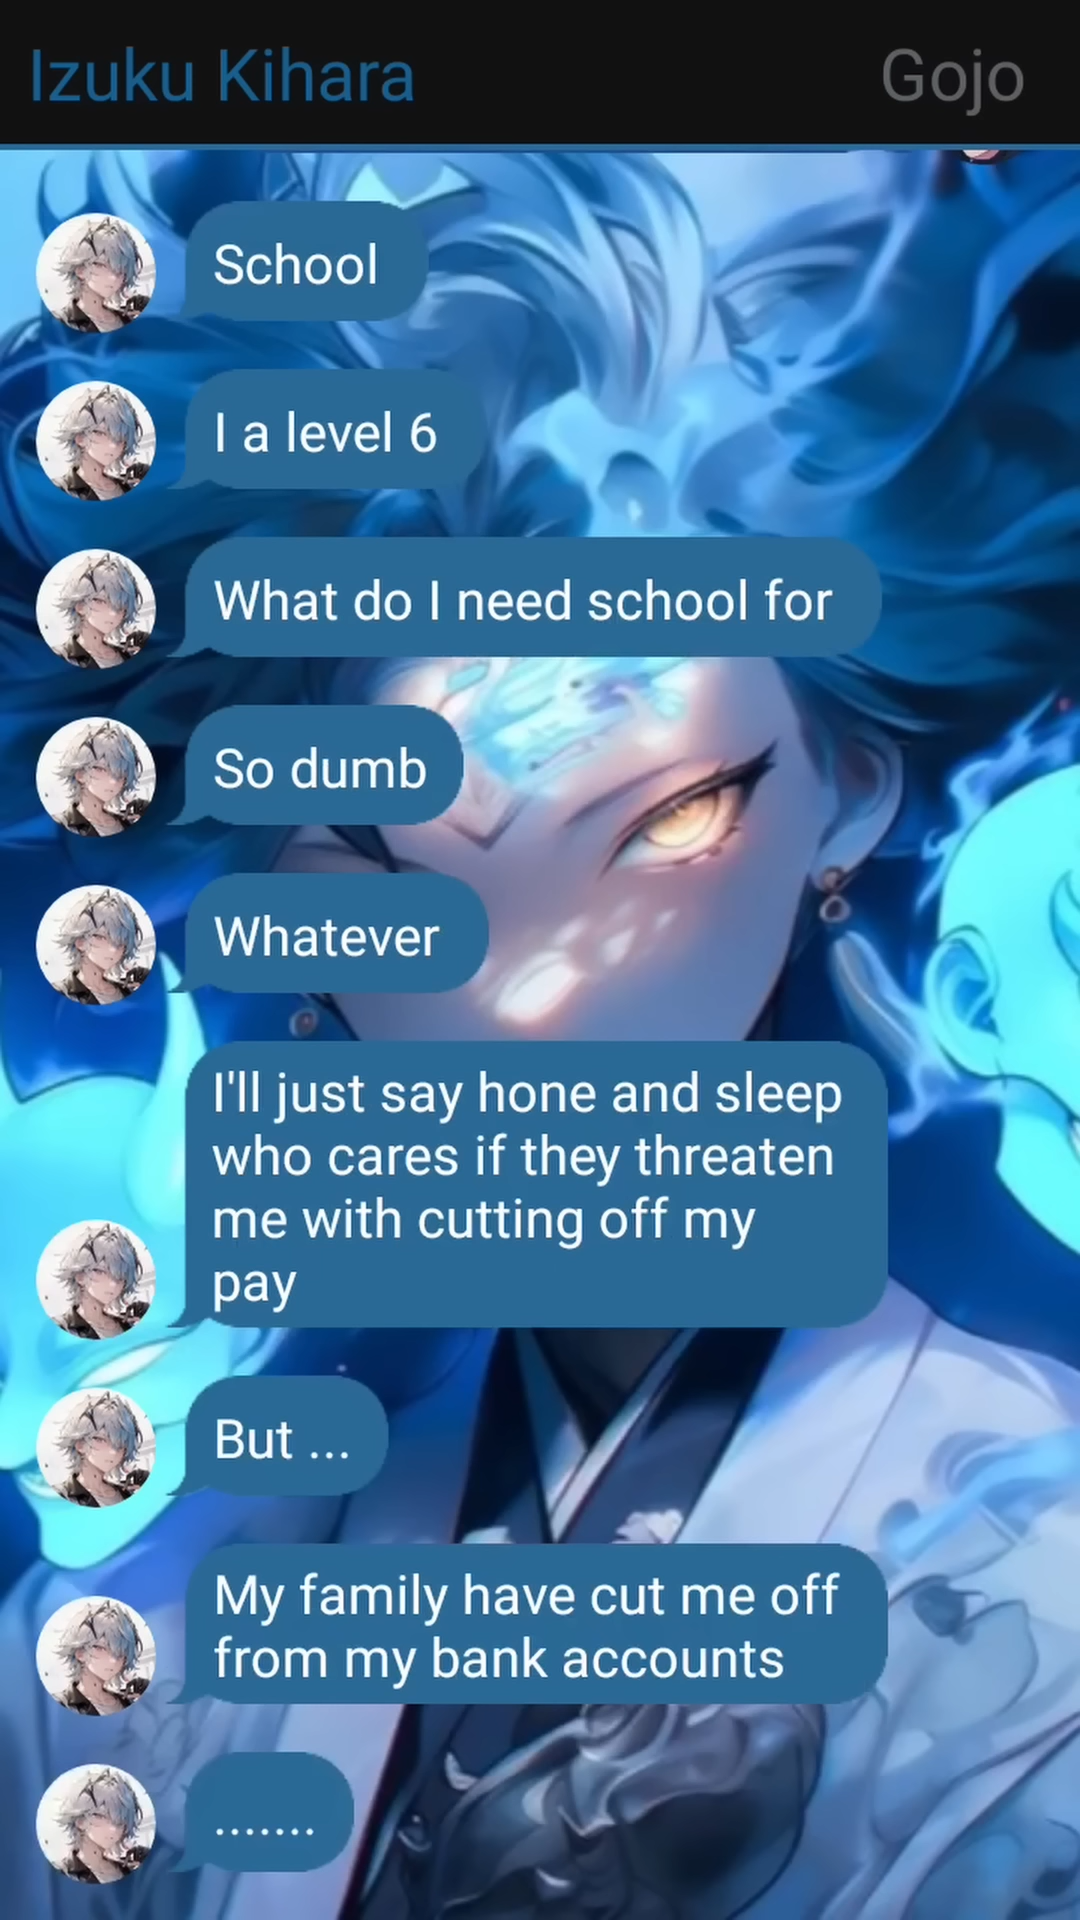 Izuku Kihara
Gojo
School
I a level 6
What do I need school for
So dumb
Whatever
I'll just say hone and sleep
who cares if they threaten
me with cutting off my
pay
But ...
My family have cut me off
from my bank accounts
.......